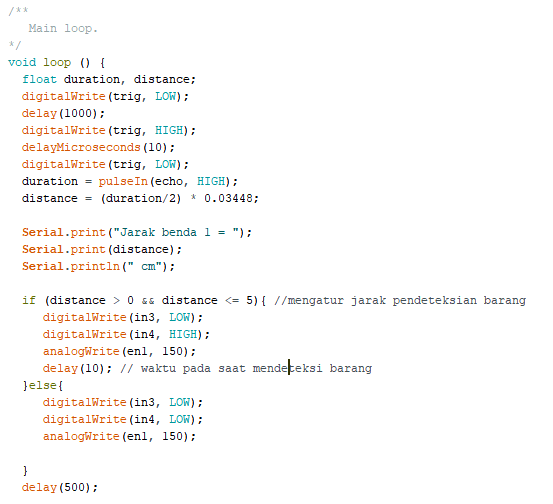 /**
   Main loop.
*/
void loop () {
  float duration, distance;
  digitalWrite(trig, LOW);
  delay(1000);
  digitalWrite(trig, HIGH);
  delayMicroseconds(10);
  digitalWrite(trig, LOW);
  duration = pulseIn(echo, HIGH);
  distance = (duration/2) * 0.03448;

  Serial.print("Jarak benda 1 = ");
  Serial.print(distance);
  Serial.println(" cm");

  if (distance > 0 && distance <= 5){ //mengatur jarak pendeteksian barang
     digitalWrite(in3, LOW);
     digitalWrite(in4, HIGH);
     analogWrite(en1, 150);
     delay(10); // waktu pada saat mendeteksi barang
  }else{
     digitalWrite(in3, LOW);
     digitalWrite(in4, LOW);
     analogWrite(en1, 150);

  }
  delay(500);